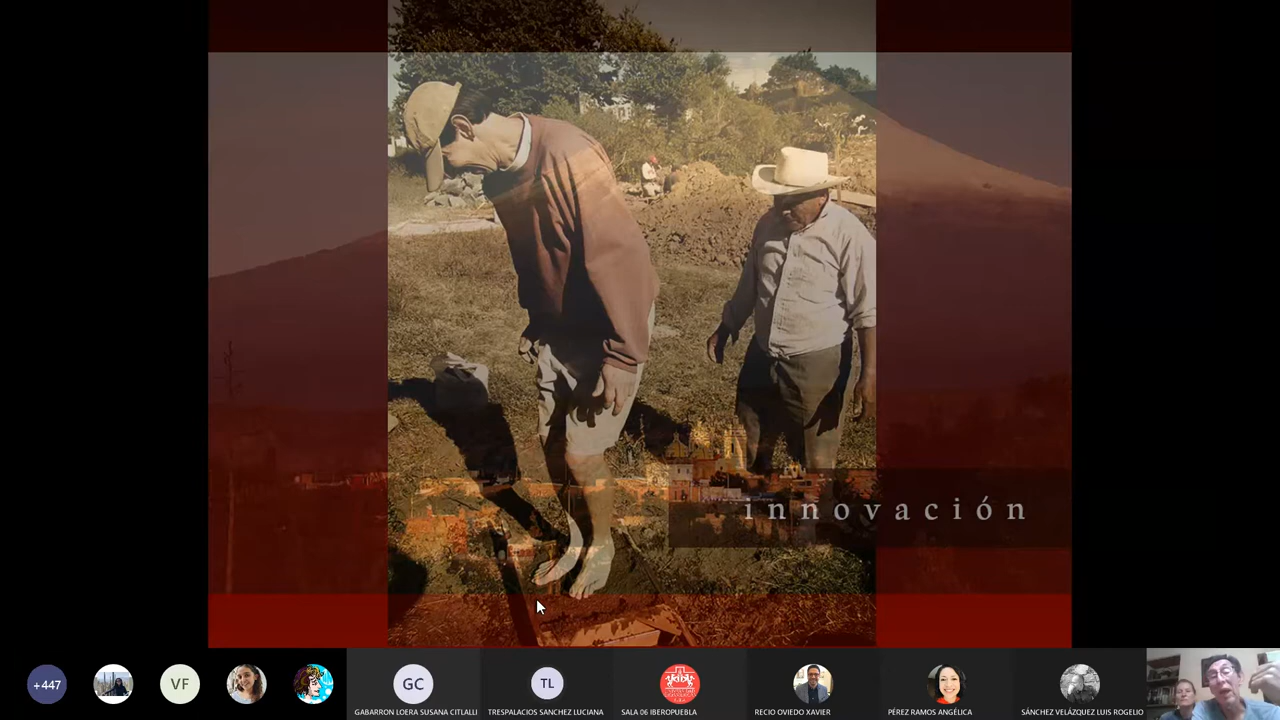 innovación
+447
VF
GC
TL
GABARRON LOERA SUSANA CITLALLI
TRESPALACIOS SANCHEZ LUCIANA
SALA 06 IBEROPUEBLA
RECIO OVIEDO XAVIER
PÉREZ RAMOS ANGÉLICA
SÁNCHEZ VELÁZQUEZ LUIS ROGELIO